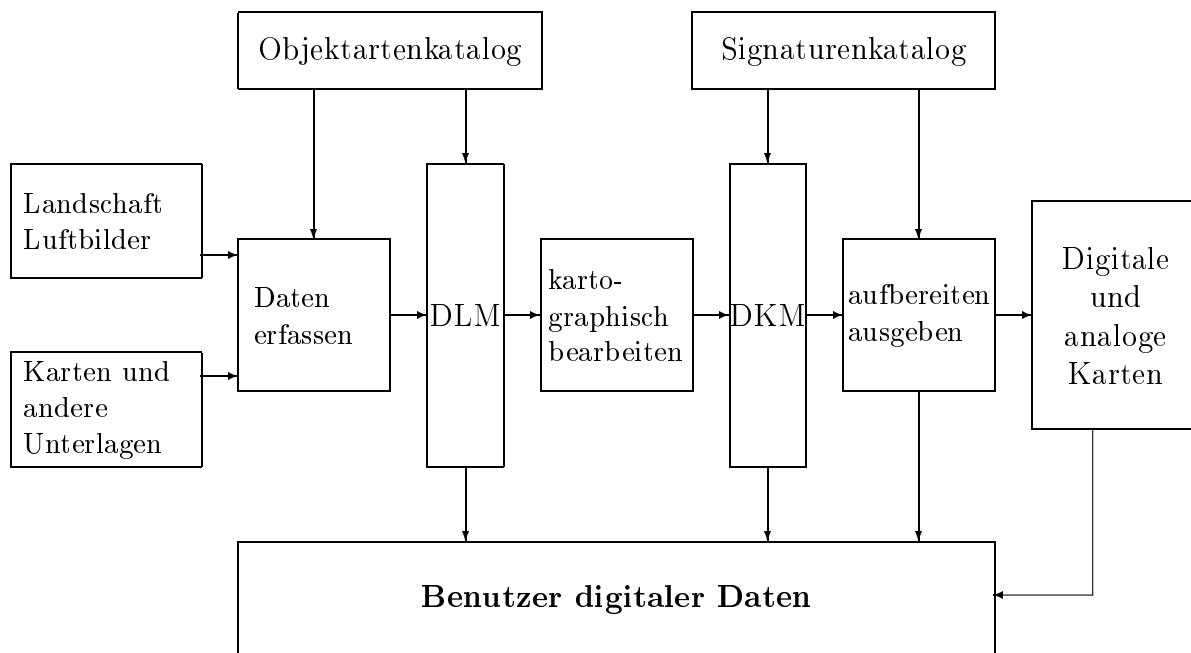 Objektartenkatalog
Signaturenkatalog
Landschaft
Luftbilder
Karten und
andere
Unterlagen
Daten
erfassen
DLM
karto-
graphisch
bearbeiten
DKM
aufbereiten
ausgeben
Digitale
und
analoge
Karten
Benutzer digitaler Daten